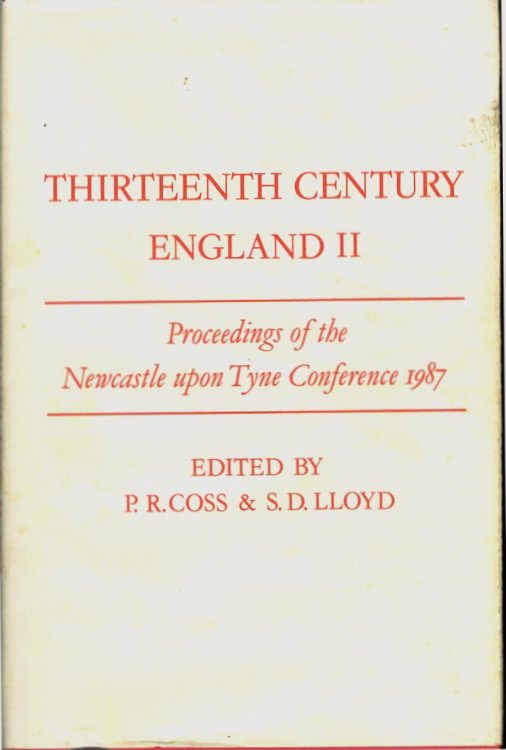 THIRTEENTH CENTURY
ENGLAND II
Proceedings of the
Newcastle upon Tyne Conference 1987
EDITED BY
P. R. COSS & S. D. LLOYD